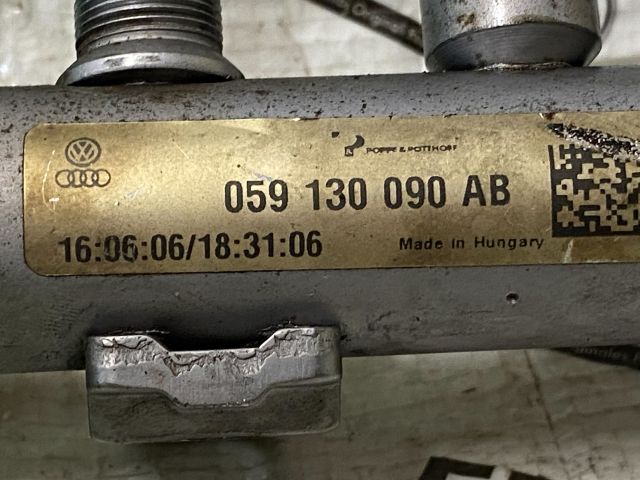 POPPE & POTTHOFF
059 130 090 AB
16:06:06/18:31:06
Made in Hungary